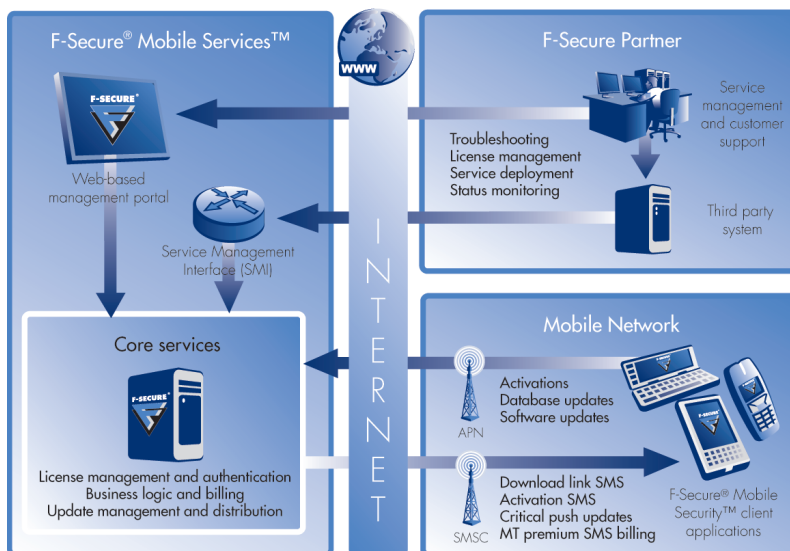 F-Secure® Mobile Services™
F-SECURE®
Web-based
management portal
Service Management
Interface (SMI)
Core services
F-SECURE®
License management and authentication
Business logic and billing
Update management and distribution
www
INTERNET
F-Secure Partner
Service
management
and customer
support
Troubleshooting
License management
Service deployment
Status monitoring
Third party
system
Mobile Network
APN
Activations
Database updates
Software updates
SMSC
Download link SMS
Activation SMS
Critical push updates
MT premium SMS billing
F-SECURE
F-Secure® Mobile
Security™ client
applications